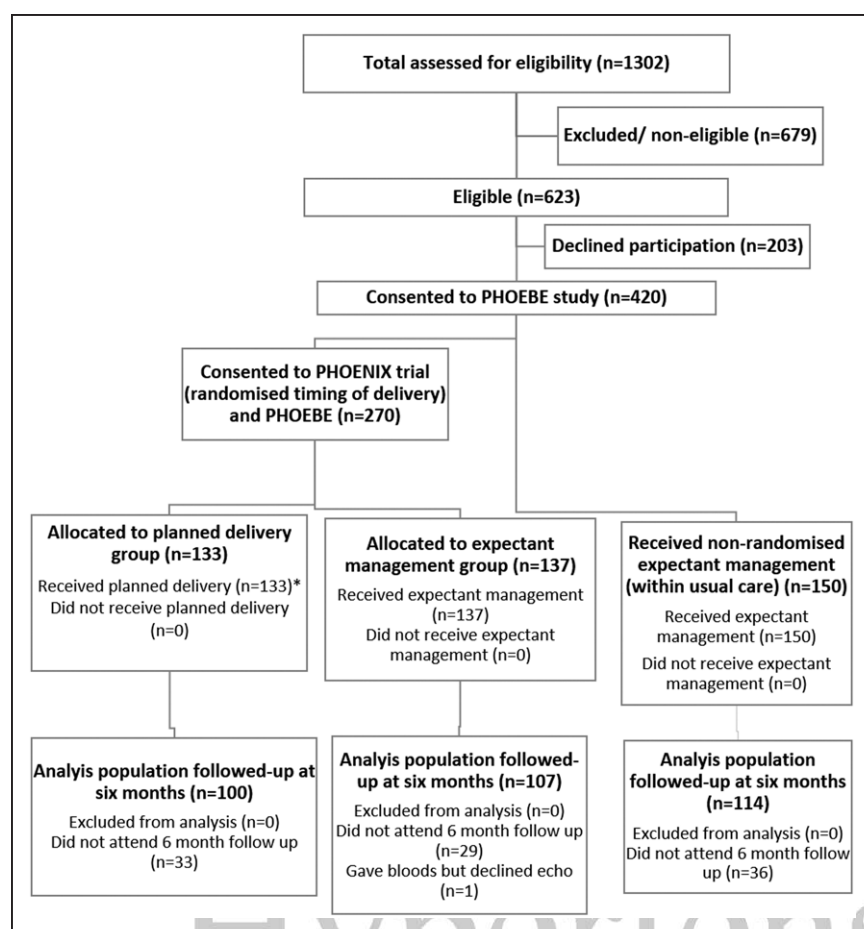 Total assessed for eligibility (n=1302)
Excluded/ non-eligible (n=679)
Eligible (n=623)
Declined participation (n=203)
Consented to PHOEBE study (n=420)
Consented to PHOENIX trial
(randomised timing of delivery)
and PHOEBE (n=270)
Allocated to planned delivery
group (n=133)
Received planned delivery (n=133)*
Did not receive planned delivery
(n=0)
Allocated to expectant
management group (n=137)
Received expectant management
(n=137)
Did not receive expectant
management (n=0)
Received non-randomised
expectant management
(within usual care) (n=150)
Received expectant
management (n=150)
Did not receive expectant
management (n=0)
Analyis population followed-up at
six months (n=100)
Excluded from analysis (n=0)
Did not attend 6 month follow up
(n=33)
Analyis population followed-
up at six months (n=107)
Excluded from analysis (n=0)
Did not attend 6 month follow up
(n=29)
Gave bloods but declined echo
(n=1)
Analyis population
followed-up at six months
(n=114)
Excluded from analysis (n=0)
Did not attend 6 month follow
up (n=36)